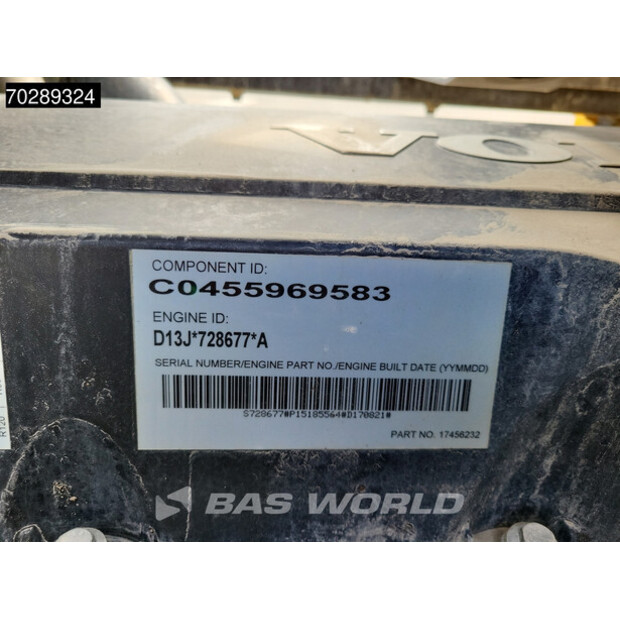 70289324
VOL
COMPONENT ID:
C0455969583
ENGINE ID:
D13J*728677*A
SERIAL NUMBER/ENGINE PART NO./ENGINE BUILT DATE (YYMMDD)
S728677#P15185564#D170821#
PART NO. 17456232
BAS WORLD